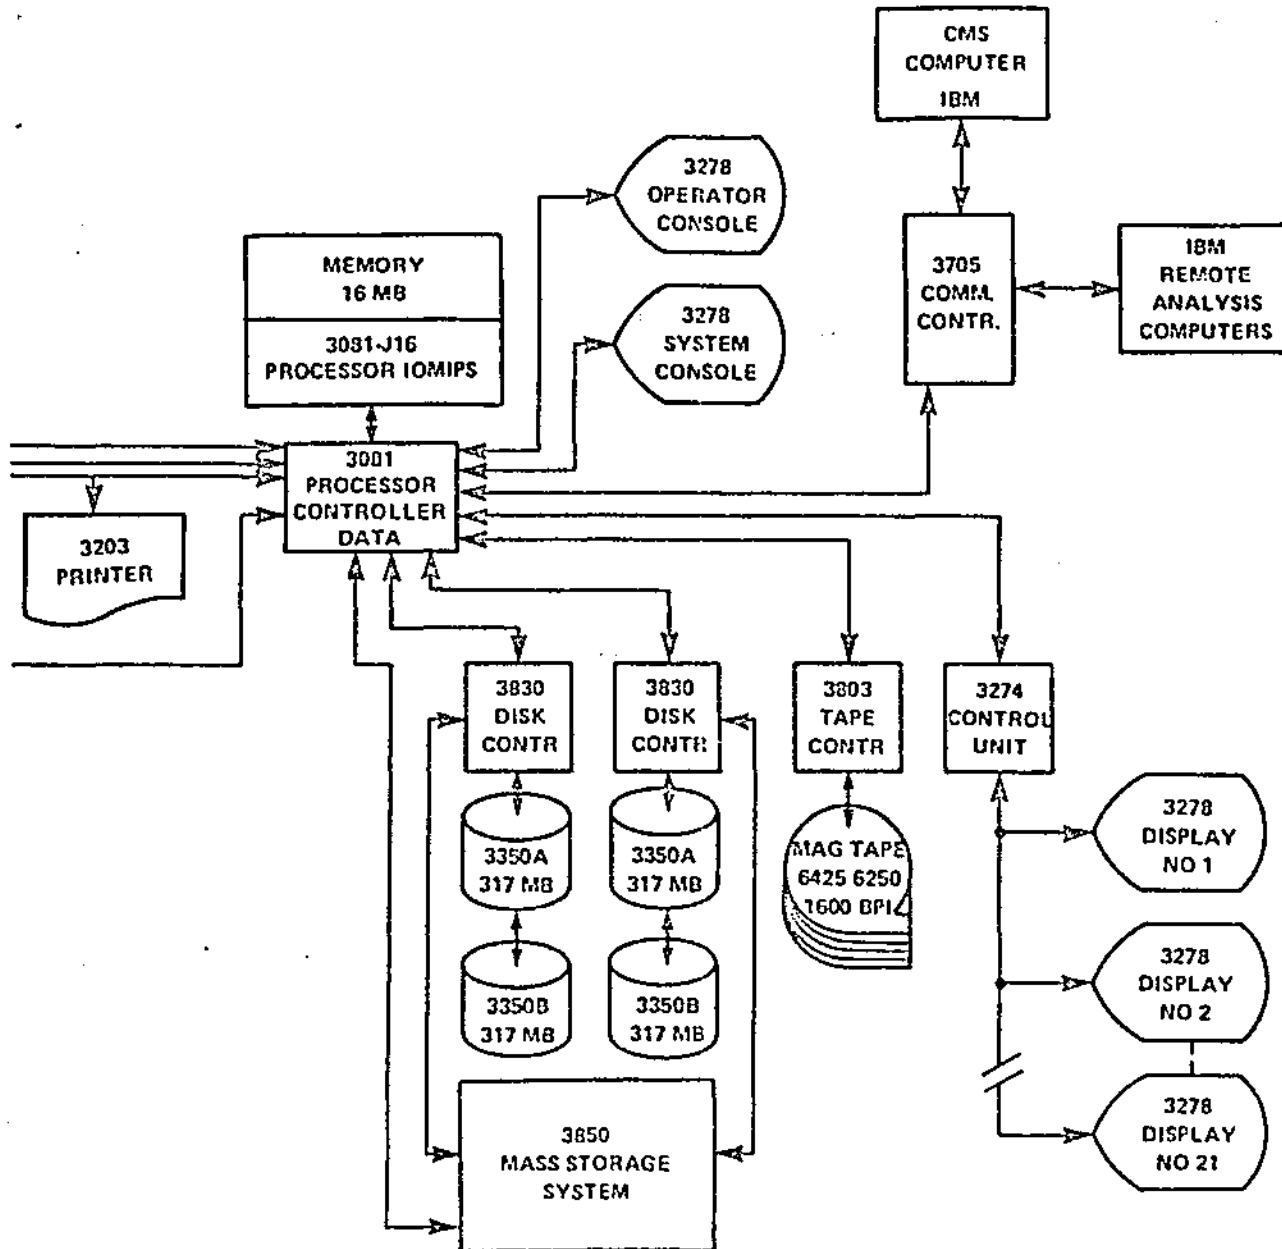 CMS
COMPUTER
IBM
3278
OPERATOR
CONSOLE
MEMORY
16 MB
3081-J16
PROCESSOR IOMIPS
3278
SYSTEM
CONSOLE
3705
COMM.
CONTR.
IBM
REMOTE
ANALYSIS
COMPUTERS
3081
PROCESSOR
CONTROLLER
DATA
3203
PRINTER
3830
DISK
CONTR
3830
DISK
CONTR
3803
TAPE
CONTR
3274
CONTROL
UNIT
3350A
317 MB
3350A
317 MB
MAG TAPE
6425 6250
1600 BPI
3350B
317 MB
3350B
317 MB
3278
DISPLAY
NO 1
3278
DISPLAY
NO 2
3278
DISPLAY
NO 21
3850
MASS STORAGE
SYSTEM